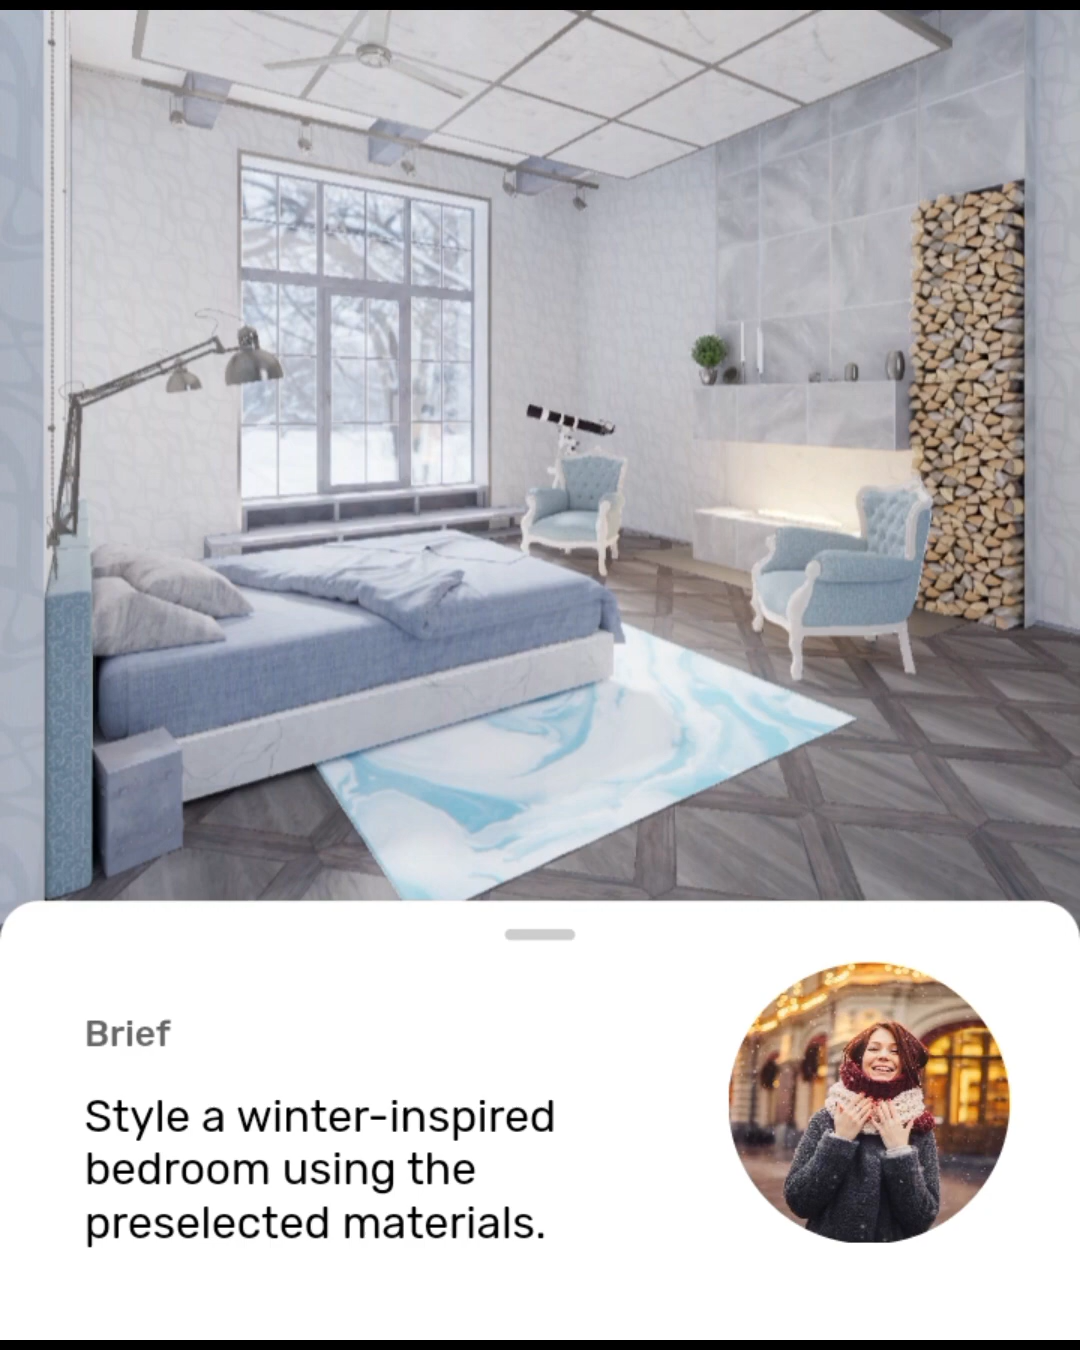 Brief
Style a winter-inspired
bedroom using the
preselected materials.